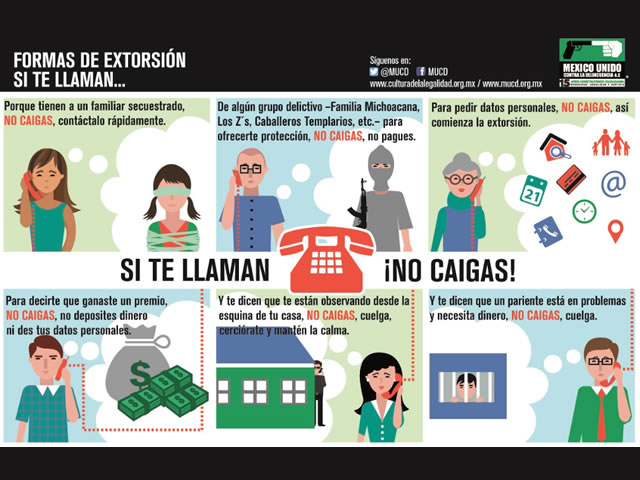 FORMAS DE EXTORSIÓN
SI TE LLAMAN...
Síguenos en:
@MUCD MUCD
www.culturadelalegalidad.org.mx / www.mucd.org.mx
MEXICO UNIDO
CONTRA LA DELINCUENCIA A.C
Porque tienen a un familiar secuestrado,
NO CAIGAS, contáctalo rápidamente.
De algún grupo delictivo –Familia Michoacana,
Los Z´s, Caballeros Templarios, etc.– para
ofrecerte protección, NO CAIGAS, no pagues.
Para pedir datos personales, NO CAIGAS, así
comienza la extorsión.
21
@
SI TE LLAMAN ¡NO CAIGAS!
Para decirte que ganaste un premio,
NO CAIGAS, no deposites dinero
ni des tus datos personales.
$
$ $
$ $
Y te dicen que te están observando desde la
esquina de tu casa, NO CAIGAS, cuelga,
cerciórate y mantén la calma.
Y te dicen que un pariente está en problemas
y necesita dinero, NO CAIGAS, cuelga.